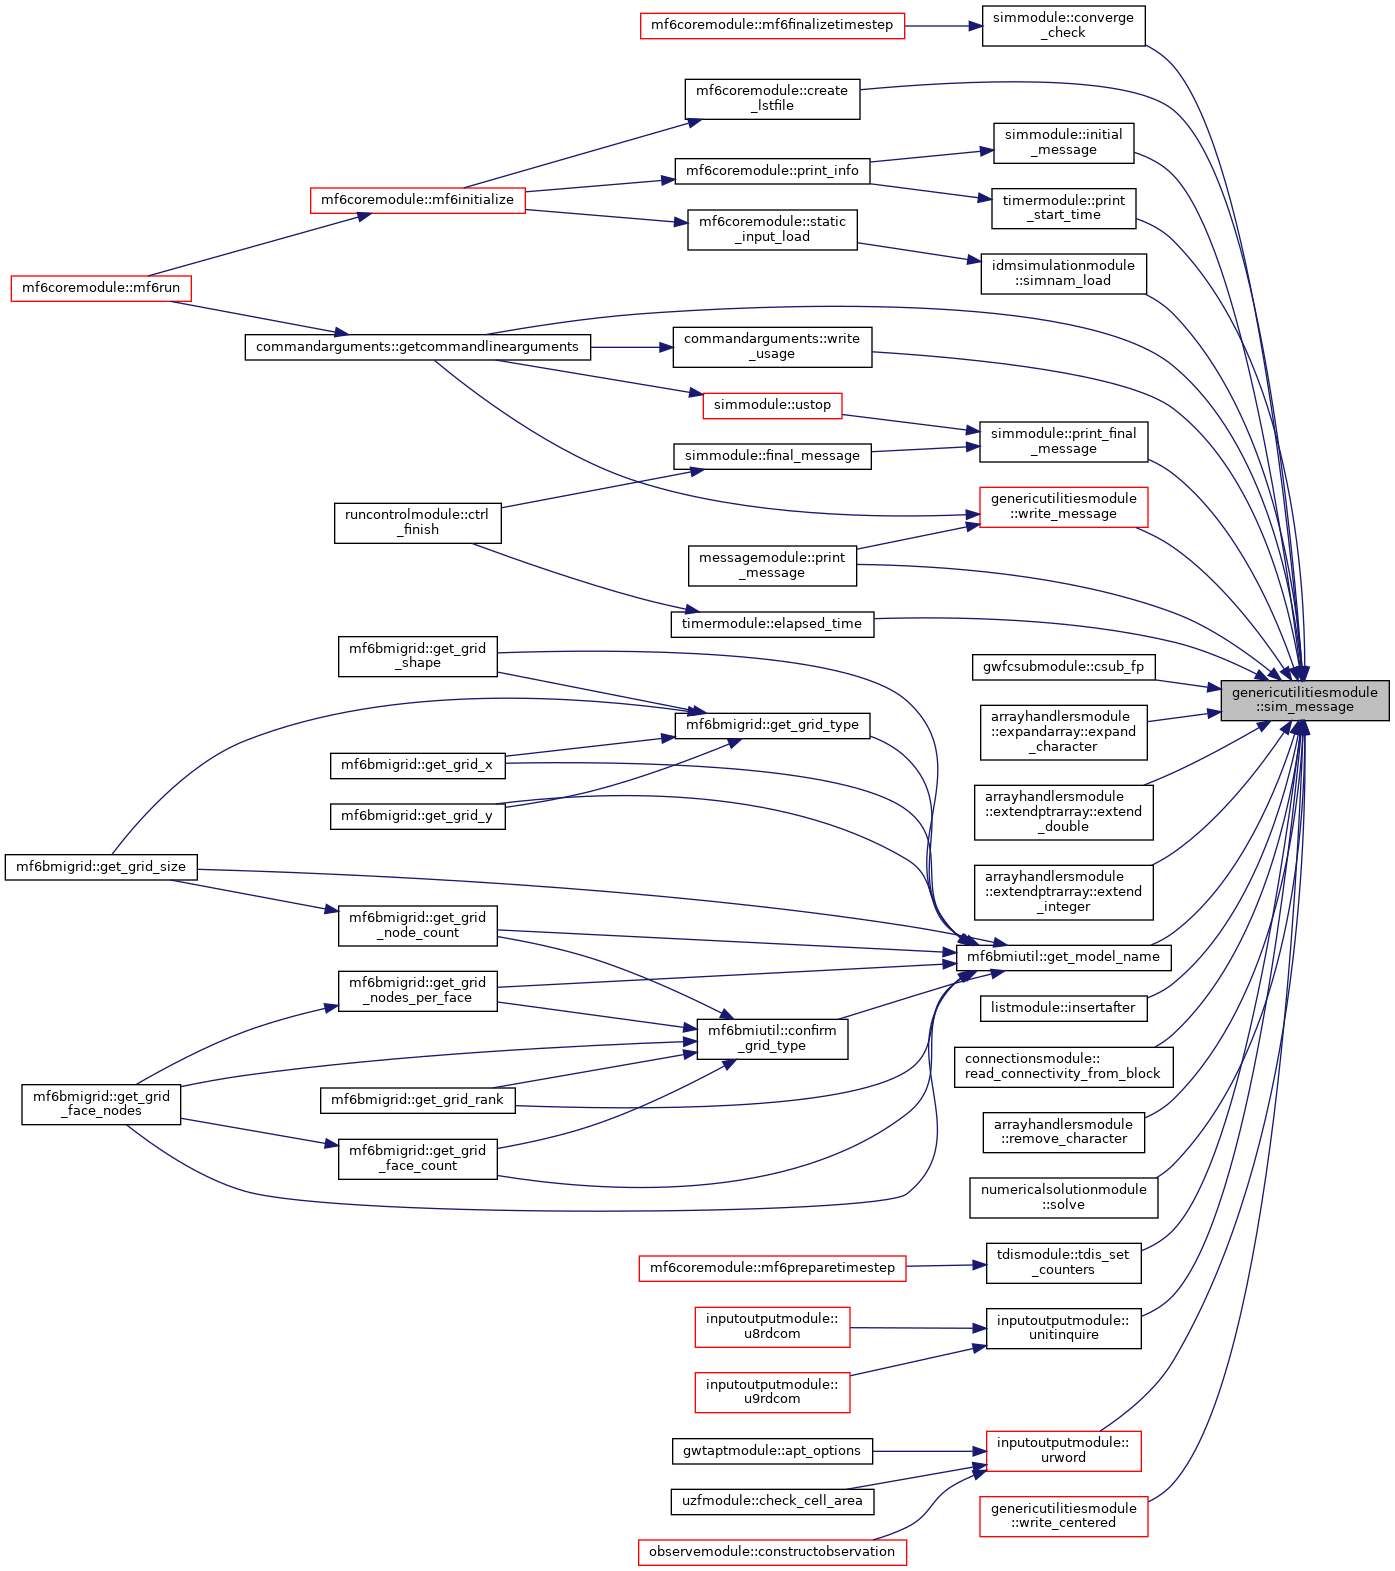 mf6coremodule::mf6finalizetimestep
simmodule::converge
_check
mf6coremodule::create
_lstfile
simmodule::initial
_message
mf6coremodule::print_info
mf6coremodule::mf6initialize
timermodule::print
_start_time
mf6coremodule::static
_input_load
idmsimulationmodule
::simnam_load
mf6coremodule::mf6run
commandarguments::getcommandlinearguments
commandarguments::write
_usage
simmodule::ustop
simmodule::print_final
_message
simmodule::final_message
genericutilitiesmodule
::write_message
runcontrolmodule::ctrl
_finish
messagemodule::print
_message
timermodule::elapsed_time
mf6bmigrid::get_grid
_shape
gwfcsubmodule::csub_fp
genericutilitiesmodule
::sim_message
mf6bmigrid::get_grid_type
arrayhandlersmodule
::expandarray::expand
_character
mf6bmigrid::get_grid_x
arrayhandlersmodule
::extendptrarray::extend
_double
mf6bmigrid::get_grid_y
mf6bmigrid::get_grid_size
arrayhandlersmodule
::extendptrarray::extend
_integer
mf6bmigrid::get_grid
_node_count
mf6bmiutil::get_model_name
mf6bmigrid::get_grid
_nodes_per_face
listmodule::insertafter
mf6bmiutil::confirm
_grid_type
connectionsmodule::
read_connectivity_from_block
mf6bmigrid::get_grid
_face_nodes
mf6bmigrid::get_grid_rank
arrayhandlersmodule
::remove_character
mf6bmigrid::get_grid
_face_count
numericalsolutionmodule
::solve
mf6coremodule::mf6preparetimestep
tdismodule::tdis_set
_counters
inputoutputmodule::
u8rdcom
inputoutputmodule::
unitinquire
inputoutputmodule::
u9rdcom
gwtaptmodule::apt_options
inputoutputmodule::
urword
uzfmodule::check_cell_area
genericutilitiesmodule
::write_centered
observemodule::constructobservation